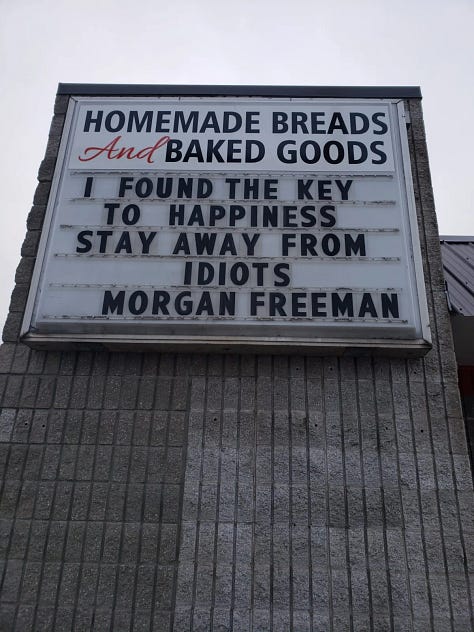 HOMEMADE BREADS
And BAKED GOODS
I FOUND THE KEY
TO HAPPINESS
STAY AWAY FROM
IDIOTS
MORGAN FREEMAN